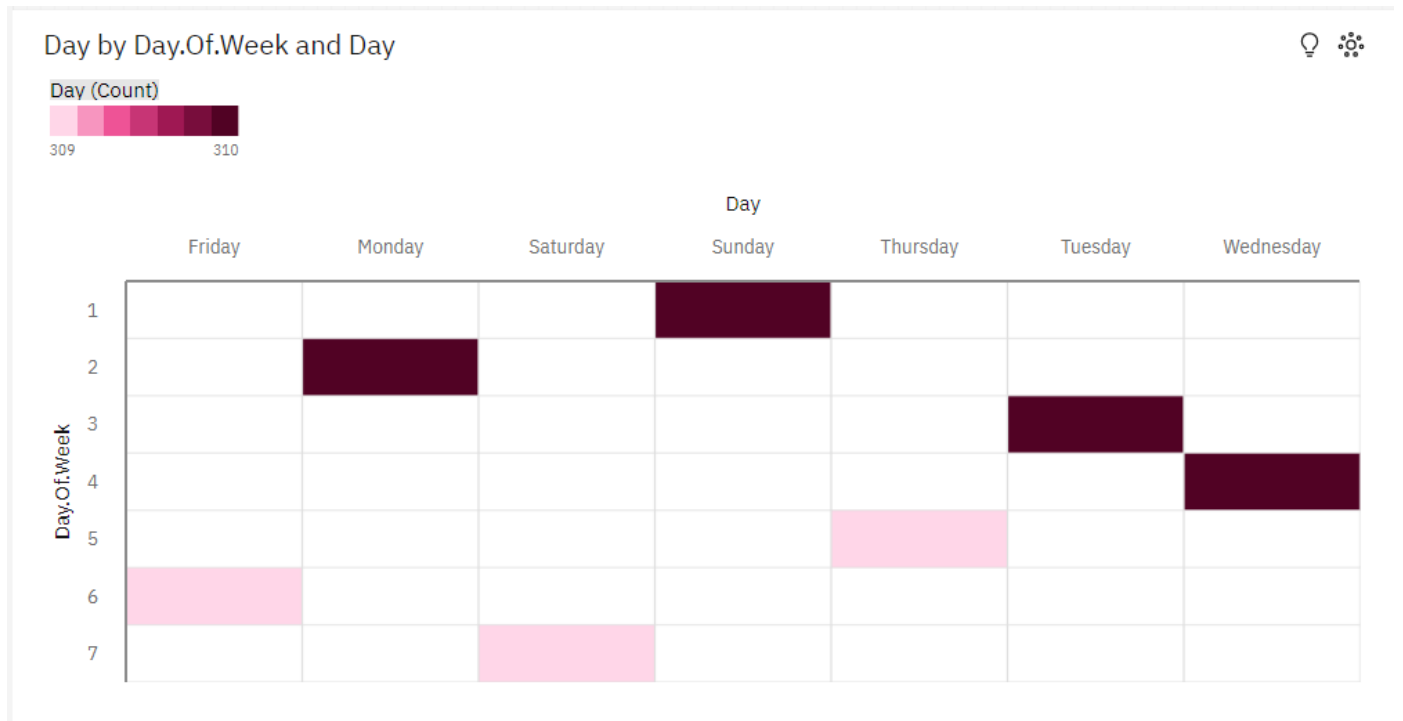 Day by Day.Of.Week and Day
Day (Count)
309 310
Day
Friday Monday Saturday Sunday Thursday Tuesday Wednesday
Day.Of.Week
1
2
3
4
5
6
7